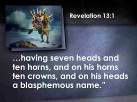 Revelation 13:1
...having seven heads and
ten horns, and on his horns
ten crowns, and on his heads
a blasphemous name."